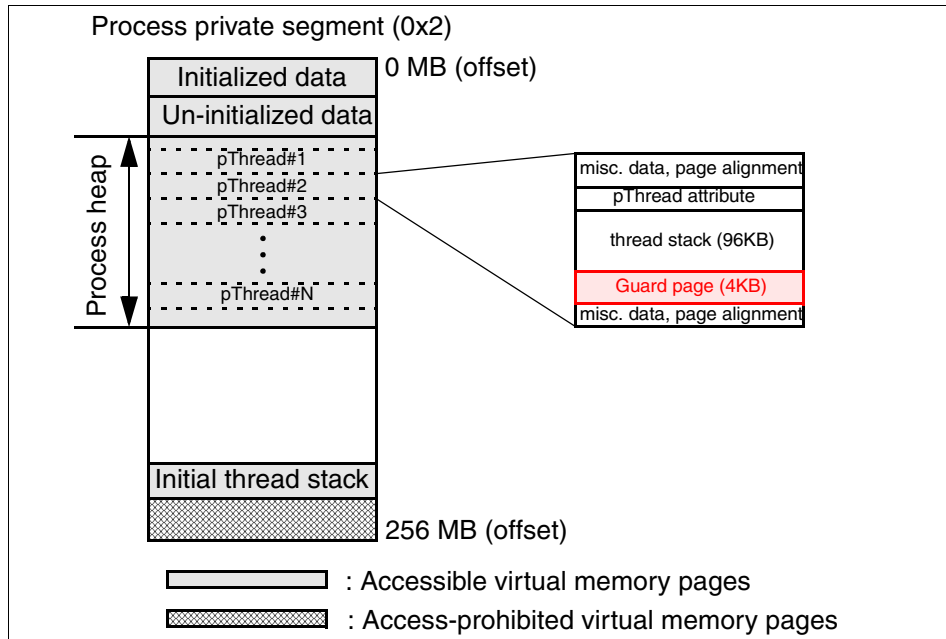 Process private segment (0x2)
0 MB (offset)
Initialized data
Un-initialized data
Process heap
pThread#1
pThread#2
pThread#3
pThread#N
misc. data, page alignment
pThread attribute
thread stack (96KB)
Guard page (4KB)
misc. data, page alignment
Initial thread stack
256 MB (offset)
: Accessible virtual memory pages
: Access-prohibited virtual memory pages